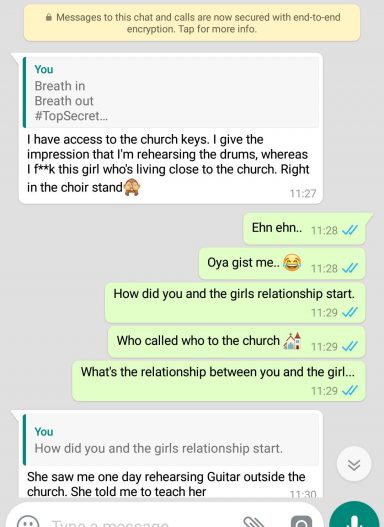 Messages to this chat and calls are now secured with end-to-end
encryption. Tap for more info.
You
Breath in
Breath out
#TopSecret...
I have access to the church keys. I give the
impression that I'm rehearsing the drums, whereas
I f**k this girl who's living close to the church. Right
in the choir stand🙈
11:27
Ehn ehn.. 11:28
Oya gist me..😂 11:28
How did you and the girls relationship start.
11:29
Who called who to the church ⛪ 11:29
What's the relationship between you and the girl...
11:29
You
How did you and the girls relationship start.
She saw me one day rehearsing Guitar outside the
church. She told me to teach her 11:30
Type a message